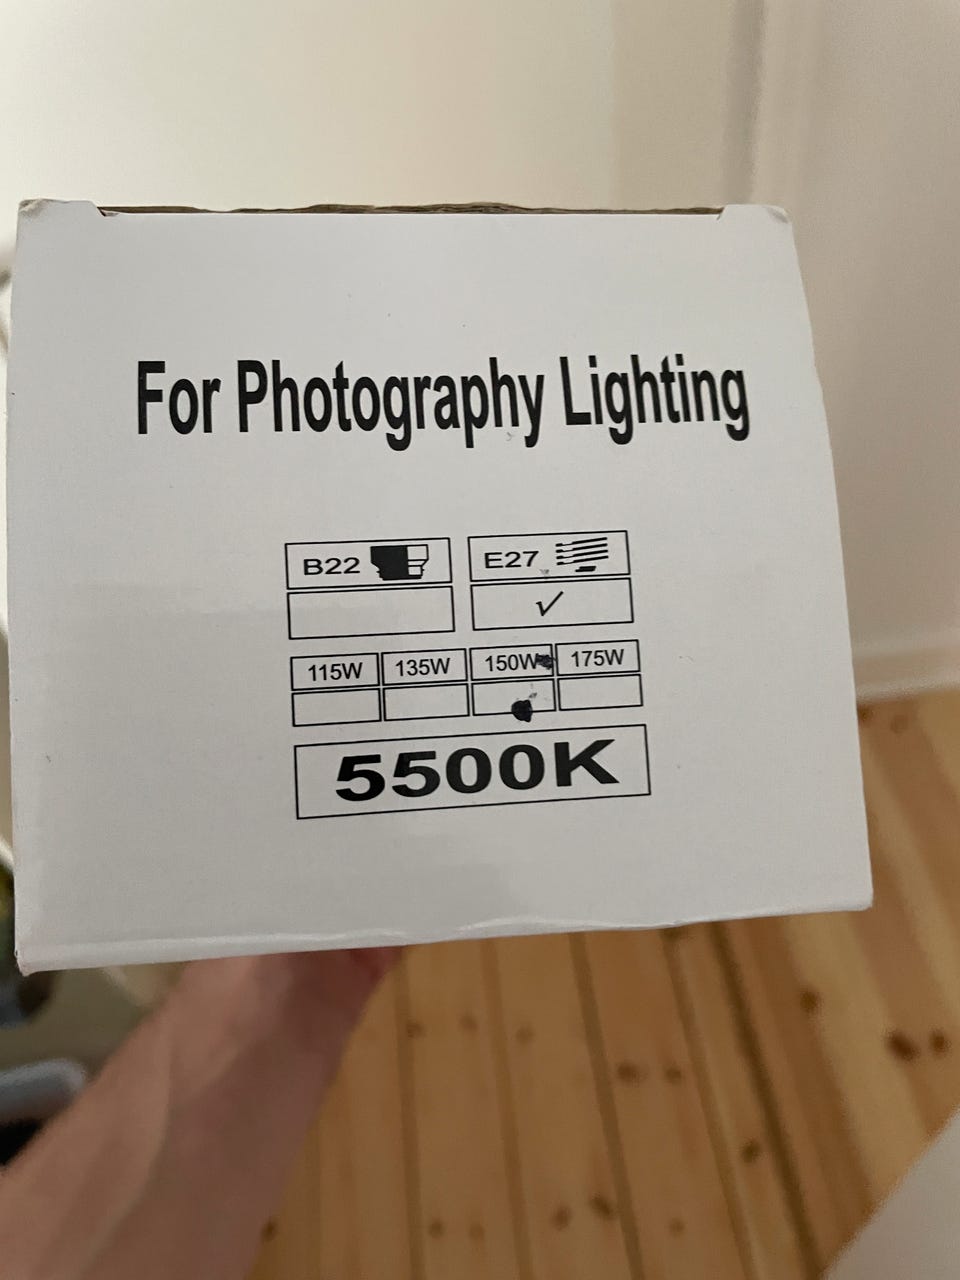 For Photography Lighting
B22 E27
✓
115W 135W 150W 175W
5500K